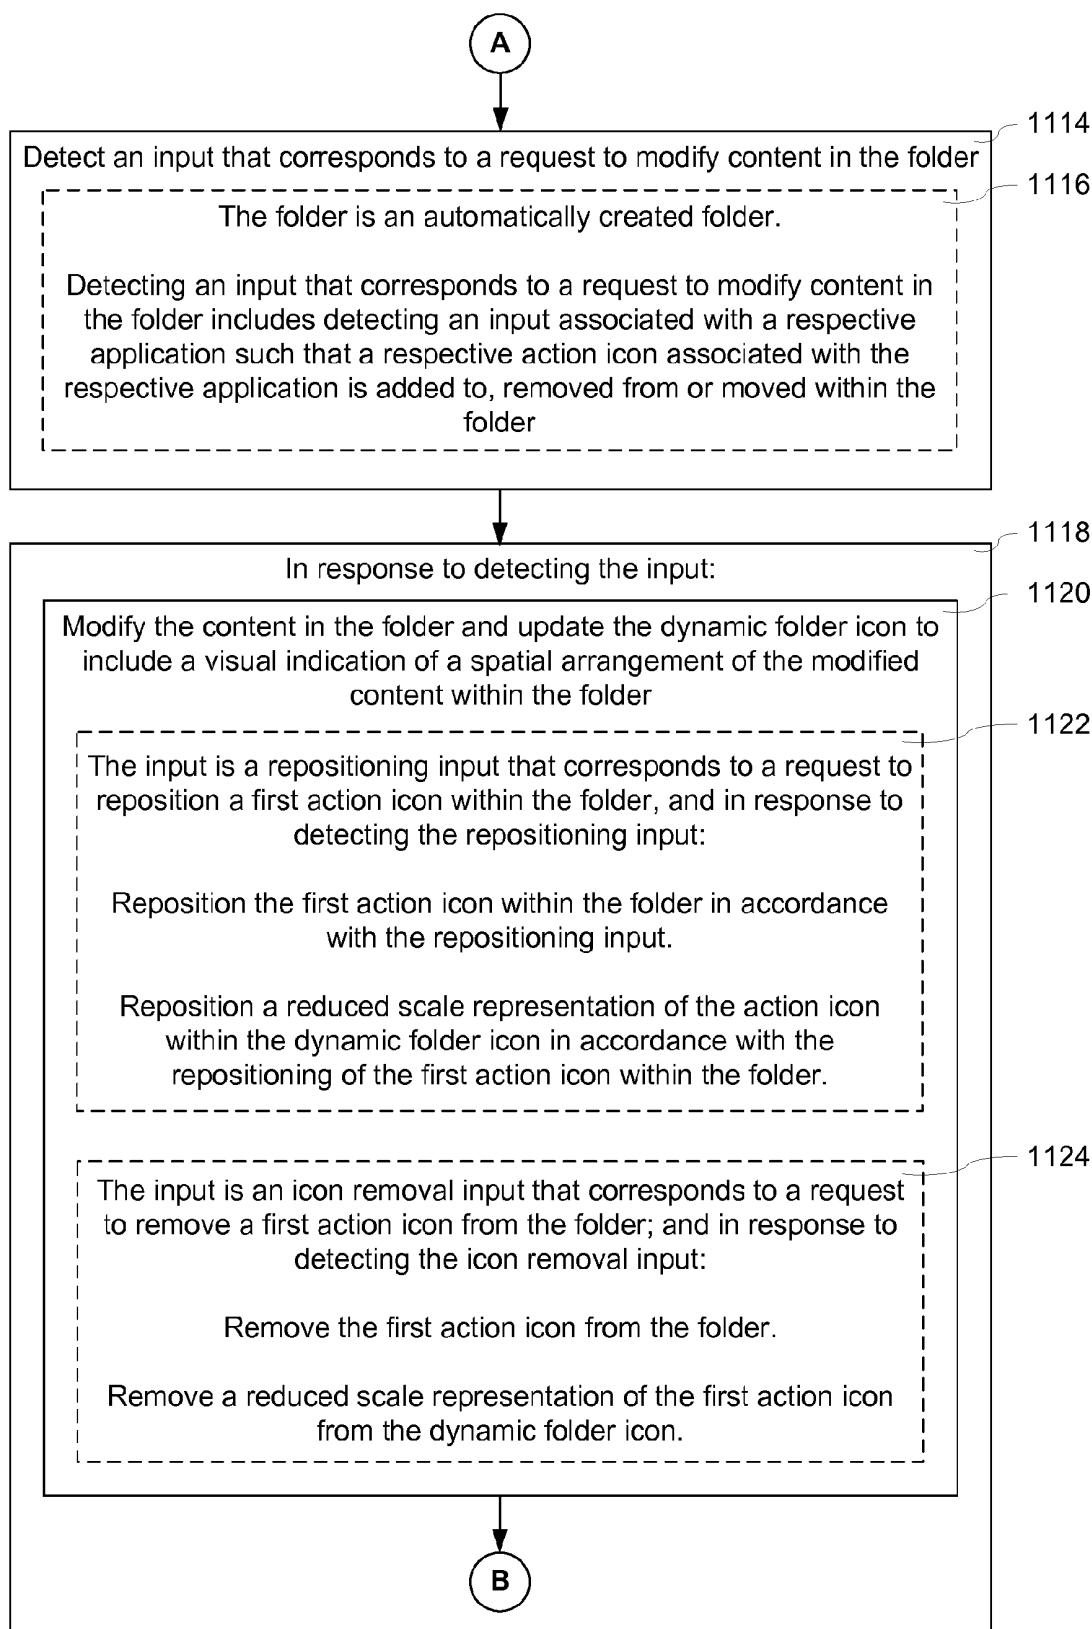 A
1114
Detect an input that corresponds to a request to modify content in the folder
1116
The folder is an automatically created folder.
Detecting an input that corresponds to a request to modify content in
the folder includes detecting an input associated with a respective
application such that a respective action icon associated with the
respective application is added to, removed from or moved within the
folder
1118
In response to detecting the input:
1120
Modify the content in the folder and update the dynamic folder icon to
include a visual indication of a spatial arrangement of the modified
content within the folder
1122
The input is a repositioning input that corresponds to a request to
reposition a first action icon within the folder, and in response to
detecting the repositioning input:
Reposition the first action icon within the folder in accordance
with the repositioning input.
Reposition a reduced scale representation of the action icon
within the dynamic folder icon in accordance with the
repositioning of the first action icon within the folder.
1124
The input is an icon removal input that corresponds to a request
to remove a first action icon from the folder; and in response to
detecting the icon removal input:
Remove the first action icon from the folder.
Remove a reduced scale representation of the first action icon
from the dynamic folder icon.
B